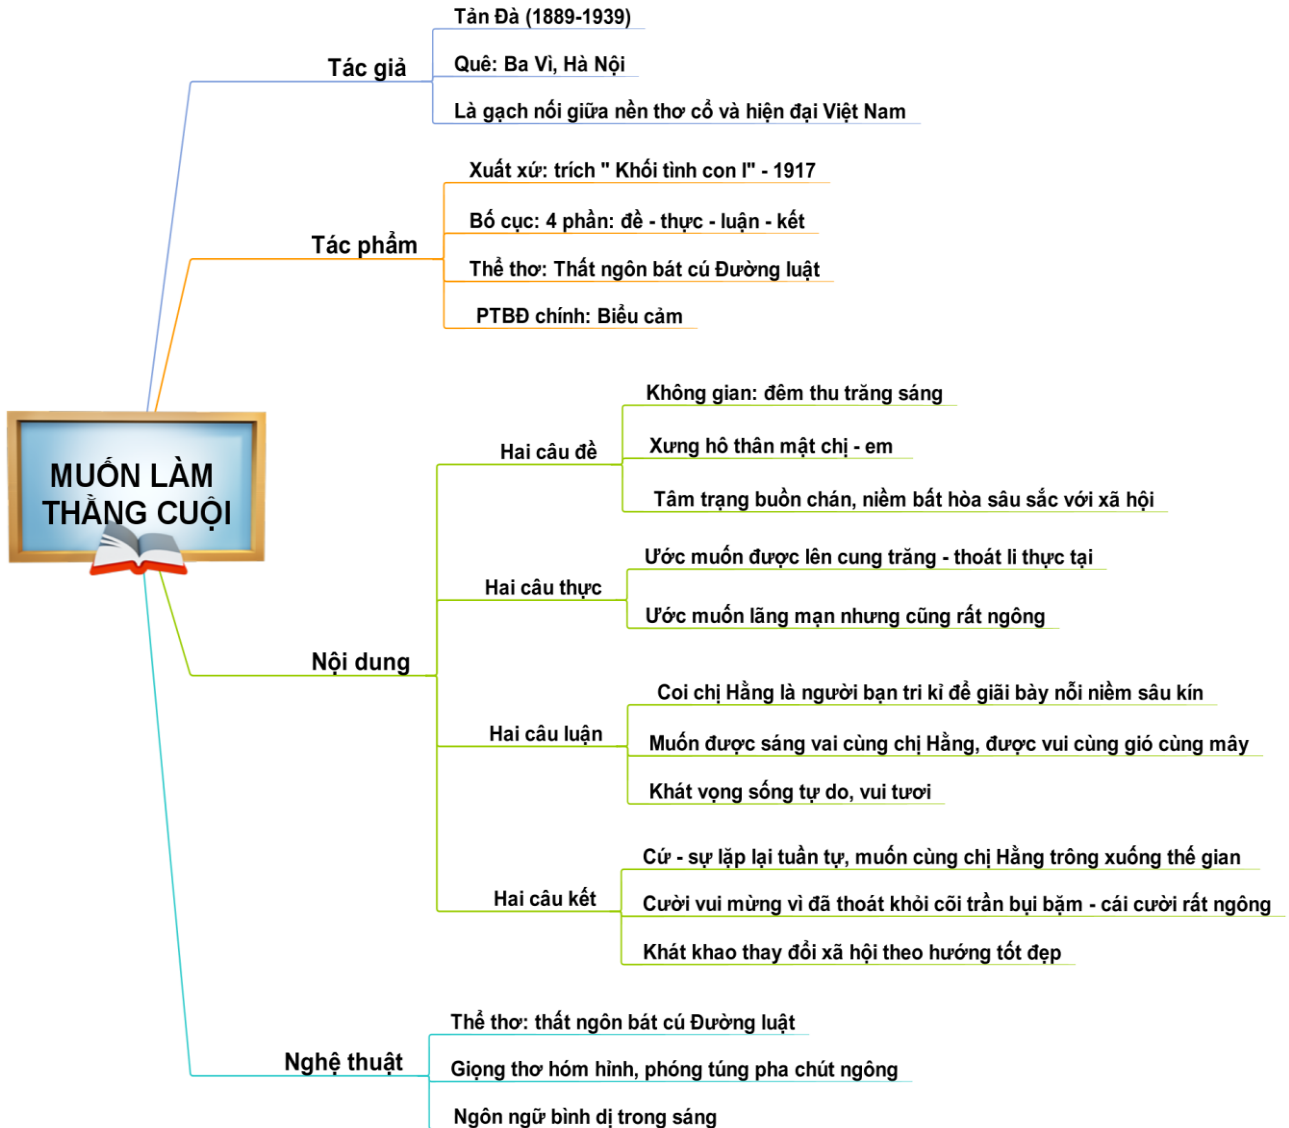 Tản Đà (1889-1939)
Tác giả
Quê: Ba Vì, Hà Nội
Là gạch nối giữa nền thơ cổ và hiện đại Việt Nam
Xuất xứ: trích " Khối tình con I" - 1917
Bố cục: 4 phần: đề - thực - luận - kết
Tác phẩm
Thể thơ: Thất ngôn bát cú Đường luật
PTBĐ chính: Biểu cảm
MUỐN LÀM
THẰNG CUỘI
Nội dung
Hai câu đề
Không gian: đêm thu trăng sáng
Xưng hô thân mật chị - em
Tâm trạng buồn chán, niềm bất hòa sâu sắc với xã hội
Hai câu thực
Ước muốn được lên cung trăng - thoát li thực tại
Ước muốn lãng mạn nhưng cũng rất ngông
Hai câu luận
Coi chị Hằng là người bạn tri kỉ để giãi bày nỗi niềm sâu kín
Muốn được sáng vai cùng chị Hằng, được vui cùng gió cùng mây
Khát vọng sống tự do, vui tươi
Hai câu kết
Cứ - sự lặp lại tuần tự, muốn cùng chị Hằng trông xuống thế gian
Cười vui mừng vì đã thoát khỏi cõi trần bụi bặm - cái cười rất ngông
Khát khao thay đổi xã hội theo hướng tốt đẹp
Nghệ thuật
Thể thơ: thất ngôn bát cú Đường luật
Giọng thơ hóm hỉnh, phóng túng pha chút ngông
Ngôn ngữ bình dị trong sáng